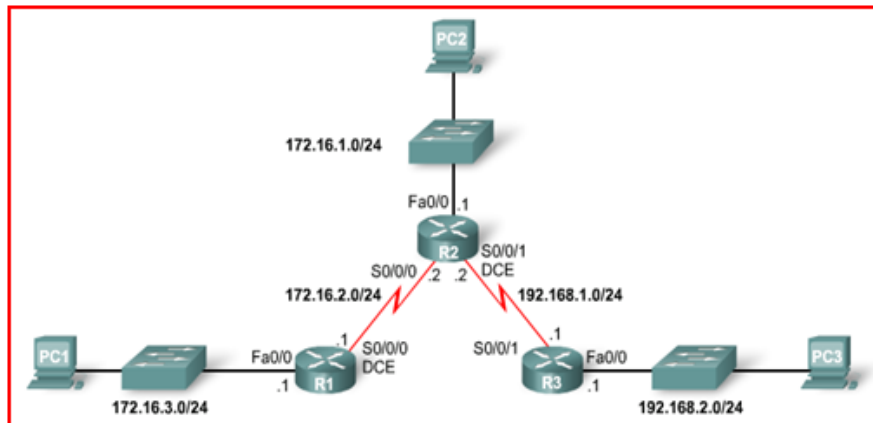 PC2
172.16.1.0/24
Fa0/0 .1
R2
S0/0/0
.2
.2
S0/0/1
DCE
172.16.2.0/24
192.168.1.0/24
.1
S0/0/0
DCE
.1
S0/0/1
PC1
Fa0/0
.1
R1
R3
Fa0/0
.1
PC3
172.16.3.0/24
192.168.2.0/24